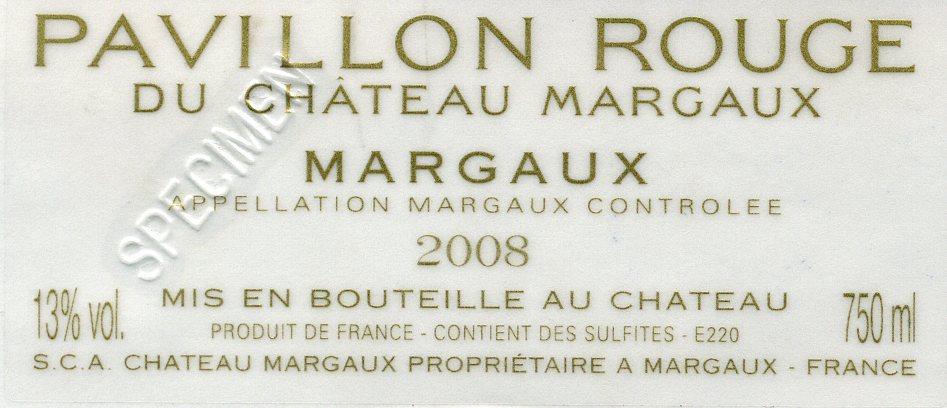 PAVILLON ROUGE
DU CHÂTEAU MARGAUX
MARGAUX
APPELLATION MARGAUX CONTROLEE
2008
13% vol.
MIS EN BOUTEILLE AU CHATEAU
750 ml
PRODUIT DE FRANCE - CONTIENT DES SULFITES - E220
S.C.A. CHATEAU MARGAUX PROPRIÉTAIRE A MARGAUX - FRANCE
SPECIMEN